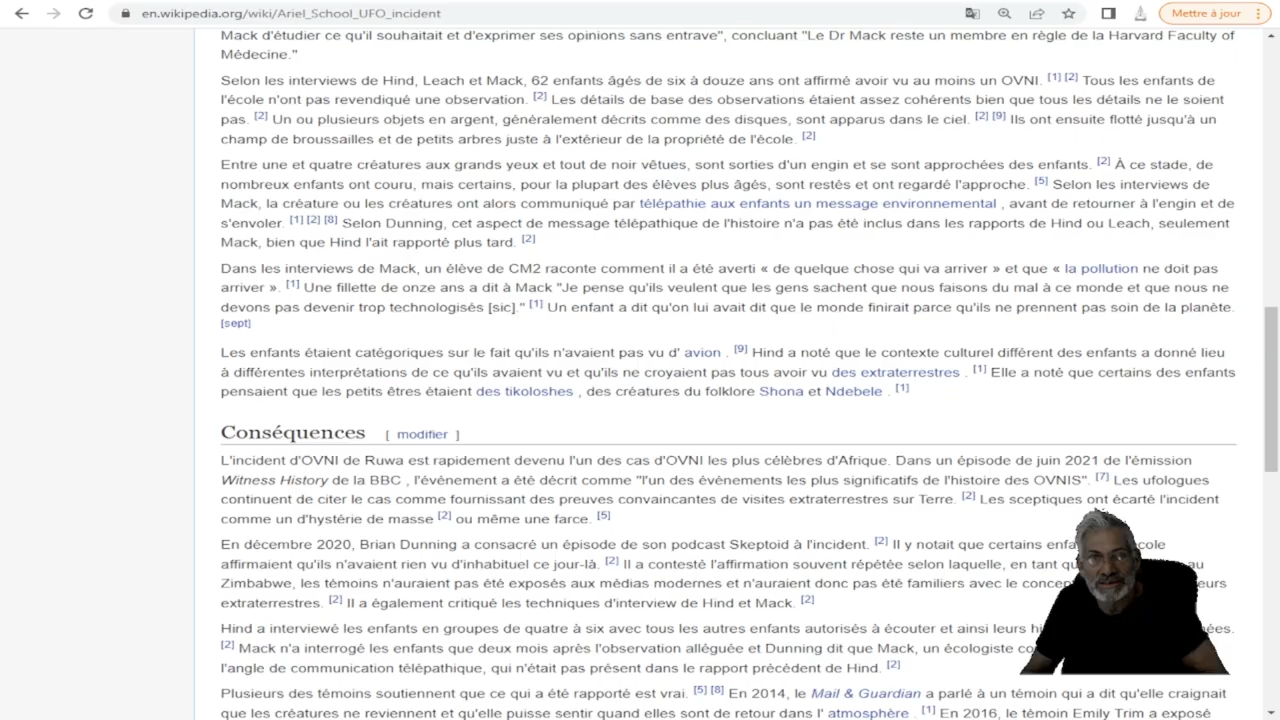 en.wikipedia.org/wiki/Ariel_School_UFO_incident
Mettre à jour
Mack d'étudier ce qu'il souhaitait et d'exprimer ses opinions sans entrave", concluant "Le Dr Mack reste un membre en règle de la Harvard Faculty of
Médecine."
Selon les interviews de Hind, Leach et Mack, 62 enfants âgés de six à douze ans ont affirmé avoir vu au moins un OVNI. [1] [2] Tous les enfants de
l'école n'ont pas revendiqué une observation. [2] Les détails de base des observations étaient assez cohérents bien que tous les détails ne le soient
pas. [2] Un ou plusieurs objets en argent, généralement décrits comme des disques, sont apparus dans le ciel. [2] [9] Ils ont ensuite flotté jusqu'à un
champ de broussailles et de petits arbres juste à l'extérieur de la propriété de l'école. [2]
Entre une et quatre créatures aux grands yeux et tout de noir vêtues, sont sorties d'un engin et se sont approchées des enfants. [2] À ce stade, de
nombreux enfants ont couru, mais certains, pour la plupart des élèves plus âgés, sont restés et ont regardé l'approche. [5] Selon les interviews de
Mack, la créature ou les créatures ont alors communiqué par télépathie aux enfants un message environnemental , avant de retourner à l'engin et de
s'envoler. [1] [2] [8] Selon Dunning, cet aspect de message télépathique de l'histoire n'a pas été inclus dans les rapports de Hind ou Leach, seulement
Mack, bien que Hind l'ait rapporté plus tard. [2]
Dans les interviews de Mack, un élève de CM2 raconte comment il a été averti « de quelque chose qui va arriver » et que « la pollution ne doit pas
arriver ». [1] Une fillette de onze ans a dit à Mack "Je pense qu'ils veulent que les gens sachent que nous faisons du mal à ce monde et que nous ne
devons pas devenir trop technologisés [sic]." [1] Un enfant a dit qu'on lui avait dit que le monde finirait parce qu'ils ne prennent pas soin de la planète.
[sept]
Les enfants étaient catégoriques sur le fait qu'ils n'avaient pas vu d' avion . [9] Hind a noté que le contexte culturel différent des enfants a donné lieu
à différentes interprétations de ce qu'ils avaient vu et qu'ils ne croyaient pas tous avoir vu des extraterrestres . [1] Elle a noté que certains des enfants
pensaient que les petits êtres étaient des tikoloshes , des créatures du folklore Shona et Ndebele . [1]
Conséquences [ modifier ]
L'incident d'OVNI de Ruwa est rapidement devenu l'un des cas d'OVNI les plus célèbres d'Afrique. Dans un épisode de juin 2021 de l'émission
Witness History de la BBC , l'événement a été décrit comme "l'un des événements les plus significatifs de l'histoire des OVNIS". [7] Les ufologues
continuent de citer le cas comme fournissant des preuves convaincantes de visites extraterrestres sur Terre. [2] Les sceptiques ont écarté l'incident
comme un d'hystérie de masse [2] ou même une farce. [5]
En décembre 2020, Brian Dunning a consacré un épisode de son podcast Skeptoid à l'incident. [2] Il y notait que certains enfa cole
affirmaient qu'ils n'avaient rien vu d'inhabituel ce jour-là. [2] Il a contesté l'affirmation souvent répétée selon laquelle, en tant qu au
Zimbabwe, les témoins n'auraient pas été exposés aux médias modernes et n'auraient donc pas été familiers avec le concep eurs
extraterrestres. [2] Il a également critiqué les techniques d'interview de Hind et Mack. [2]
Hind a interviewé les enfants en groupes de quatre à six avec tous les autres enfants autorisés à écouter et ainsi leurs hi ées.
[2] Mack n'a interrogé les enfants que deux mois après l'observation alléguée et Dunning dit que Mack, un écologiste co
l'angle de communication télépathique, qui n'était pas présent dans le rapport précédent de Hind. [2]
Plusieurs des témoins soutiennent que ce qui a été rapporté est vrai. [5] [8] En 2014, le Mail & Guardian a parlé à un témoin qui a dit qu'elle craignait
que les créatures ne reviennent et qu'elle puisse sentir quand elles sont de retour dans l' atmosphère . [1] En 2016, le témoin Emily Trim a exposé